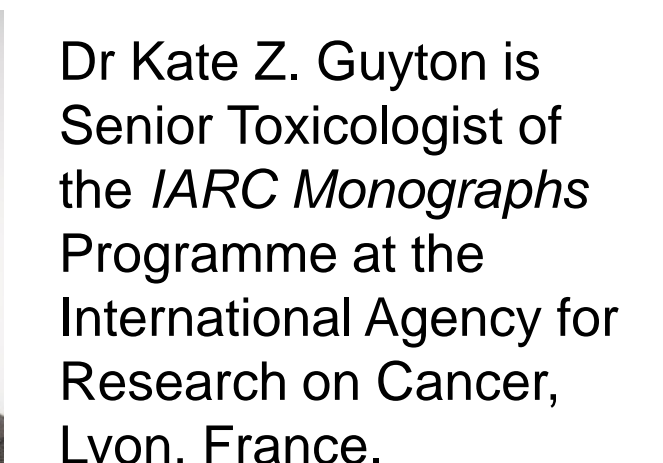 Dr Kate Z. Guyton is
Senior Toxicologist of
the IARC Monographs
Programme at the
International Agency for
Research on Cancer,
Lyon, France.